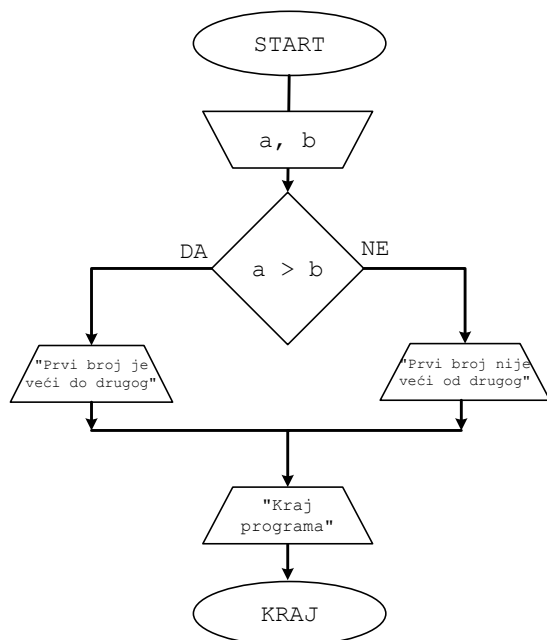 START
a, b
DA
NE
a > b
"Prvi broj je
veći do drugog"
"Prvi broj nije
veći od drugog"
"Kraj
programa"
KRAJ